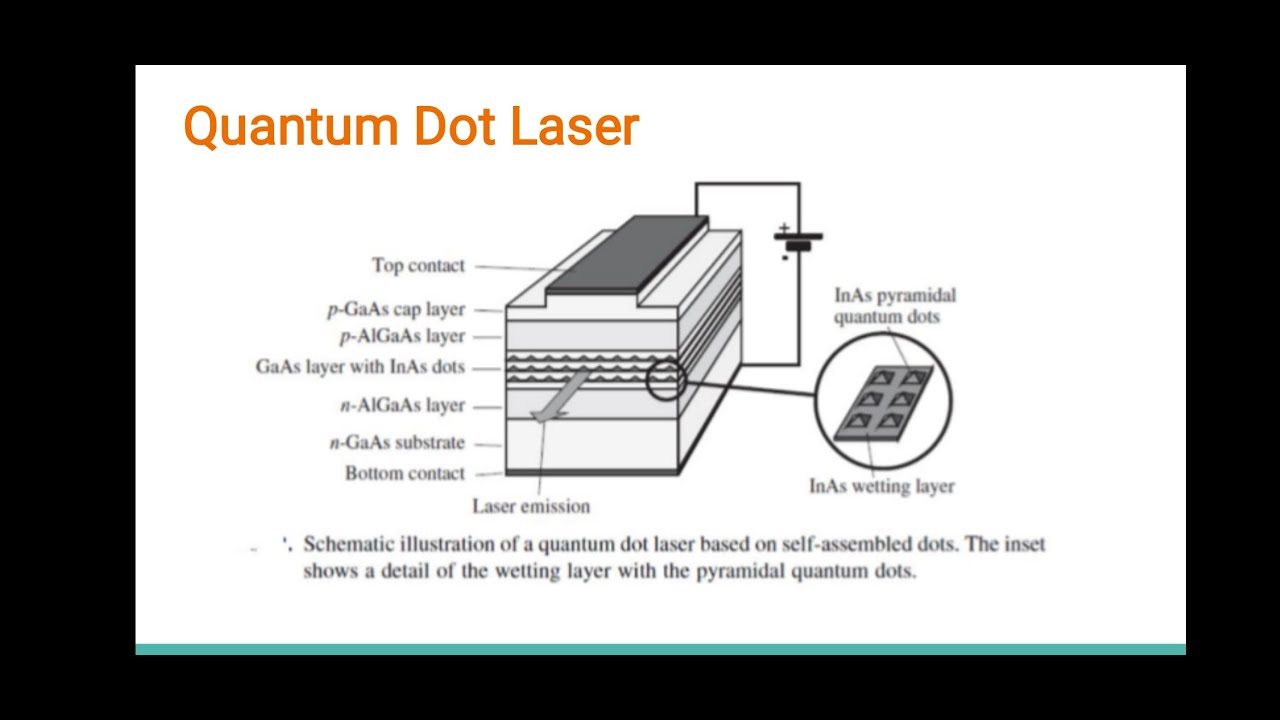 Quantum Dot Laser
Top contact
p-GaAs cap layer
p-AlGaAs layer
GaAs layer with InAs dots
n-AlGaAs layer
n-GaAs substrate
Bottom contact
Laser emission
+
-
InAs pyramidal
quantum dots
InAs wetting layer
Schematic illustration of a quantum dot laser based on self-assembled dots. The inset
shows a detail of the wetting layer with the pyramidal quantum dots.